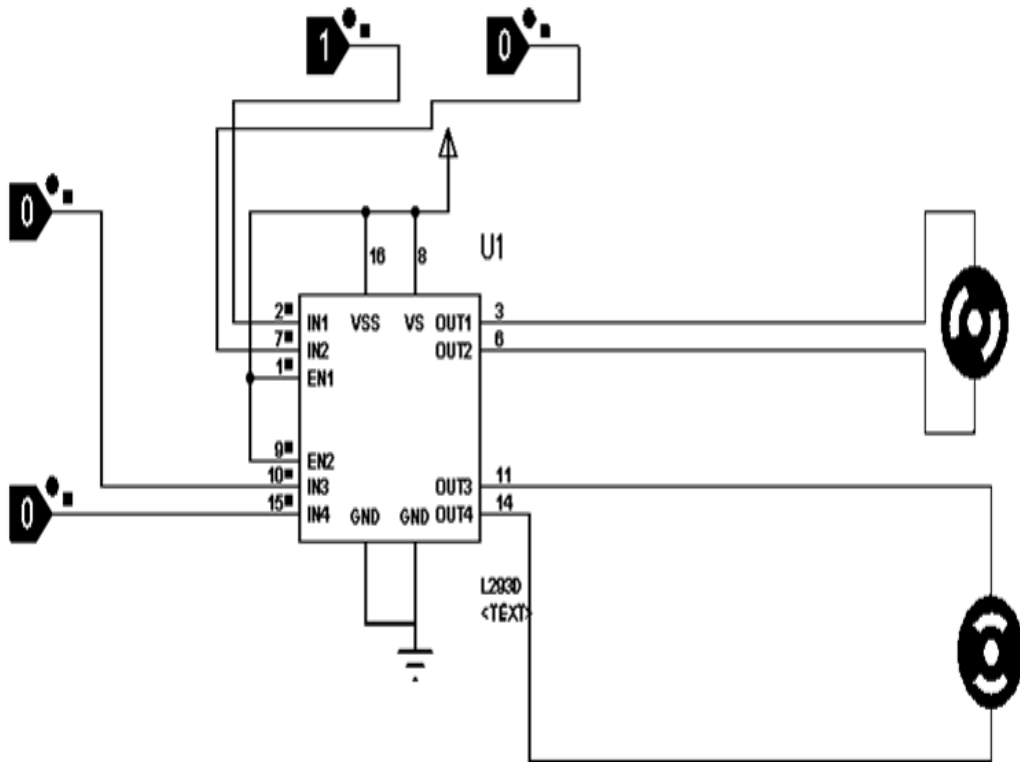 1
0
0
16
8
U1
2
IN1
VSS
VS
OUT1
3
7
IN2
OUT2
6
1
EN1
9
EN2
10
IN3
OUT3
11
0
15
IN4
GND
GND
OUT4
14
L293D
<TEXT>